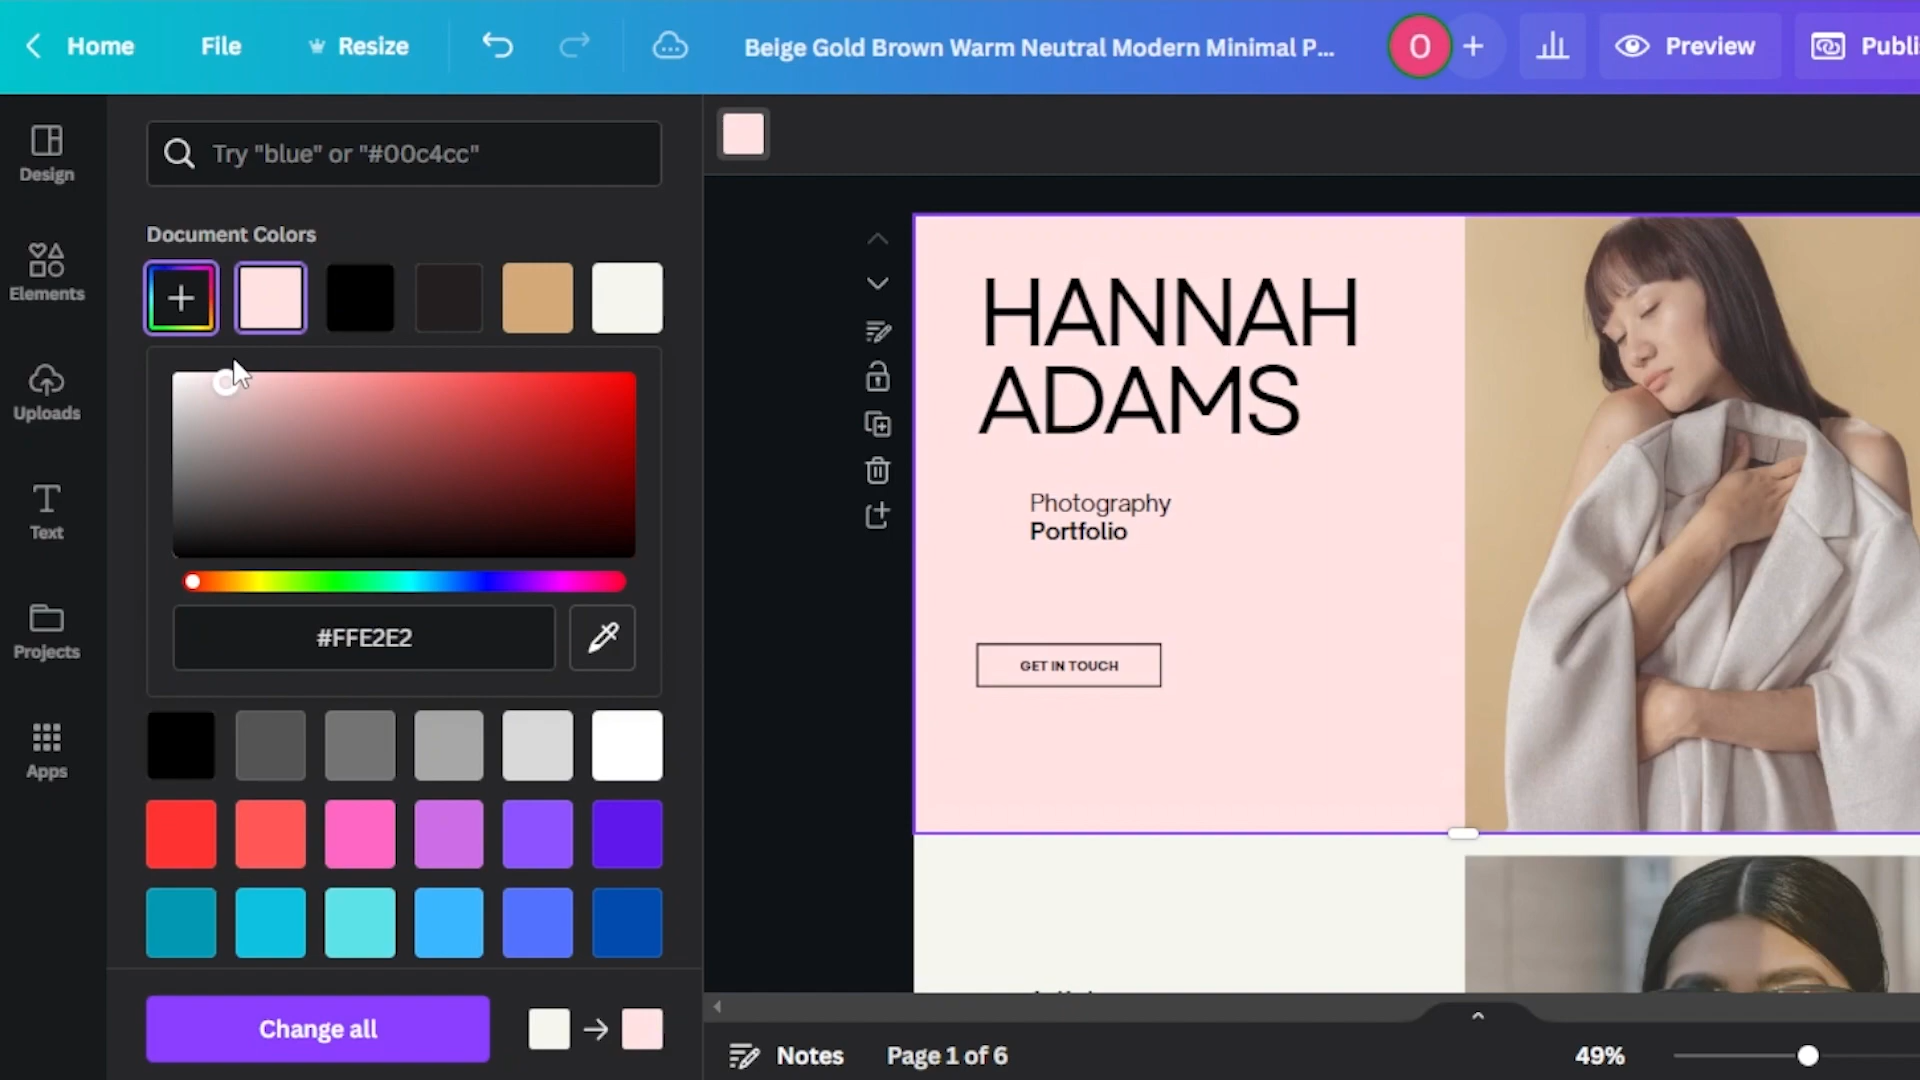 Home
File
Resize
Beige Gold Brown Warm Neutral Modern Minimal P...
O
Preview
Design
Elements
Uploads
Text
Projects
Apps
Try "blue" or "#00c4cc"
Document Colors
#FFE2E2
Change all
HANNAH
ADAMS
Photography
Portfolio
GET IN TOUCH
Notes
Page 1 of 6
49%